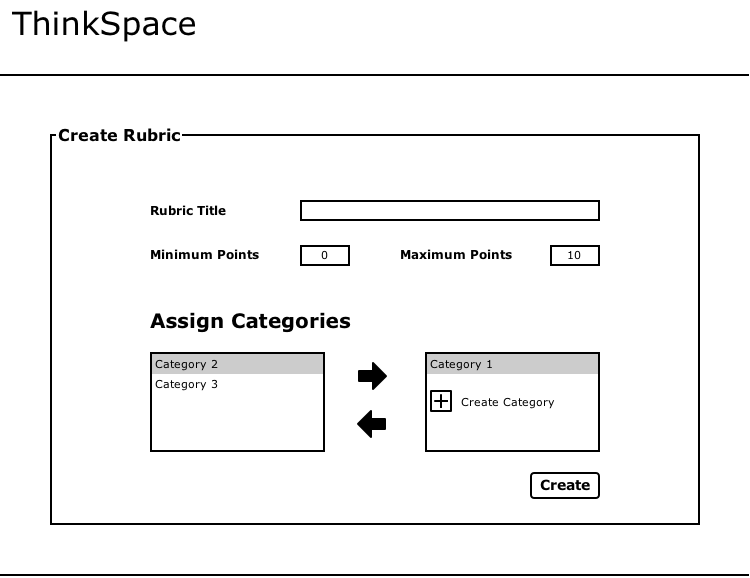 ThinkSpace
Create Rubric
Rubric Title
Minimum Points 0 Maximum Points 10
Assign Categories
Category 2 Category 1
Category 3
Create Category
Create